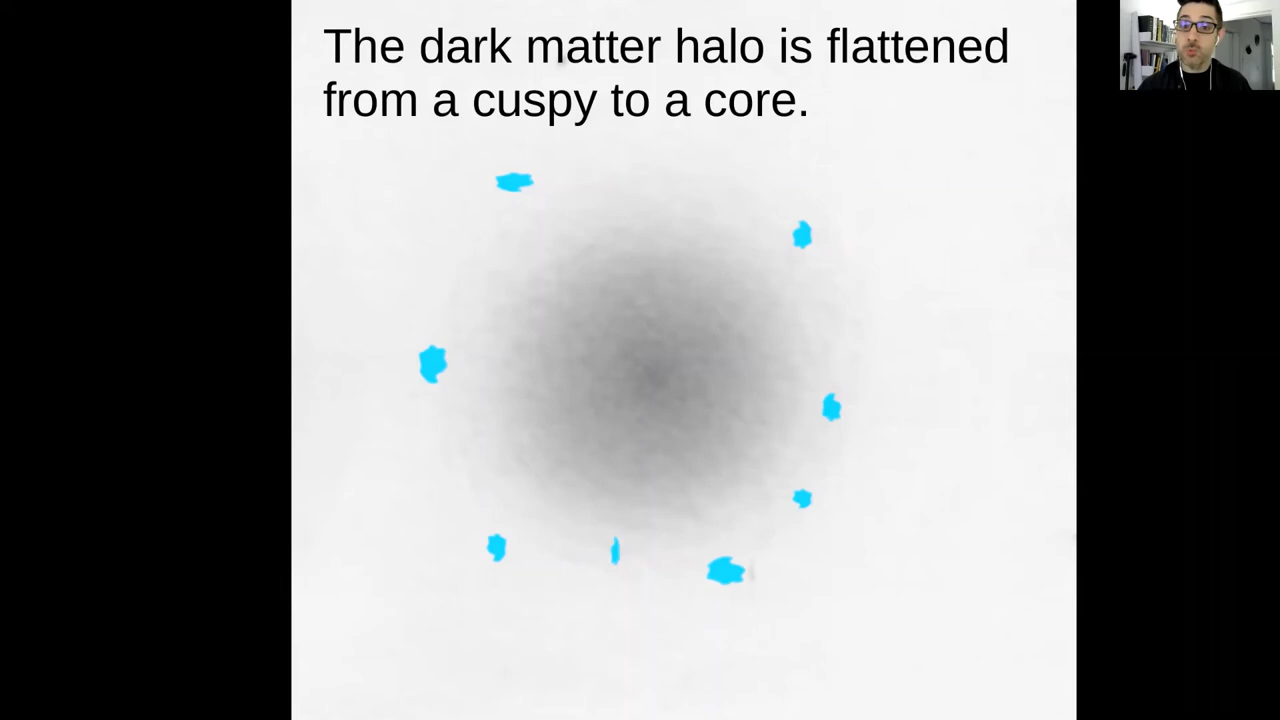 The dark matter halo is flattened
from a cuspy to a core.